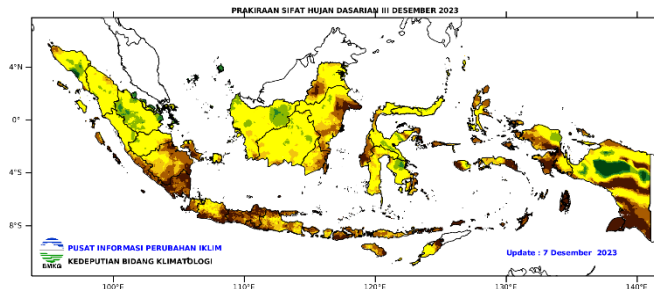 PRAKIRAAN SIFAT HUJAN DASARIAN III DESEMBER 2023
4°N
0°
4°S
8°S
PUSAT INFORMASI PERUBAHAN IKLIM
KEDEPUTIAN BIDANG KLIMATOLOGI
BMKG
Update : 7 Desember 2023
100°E 110°E 120°E 130°E 140°E